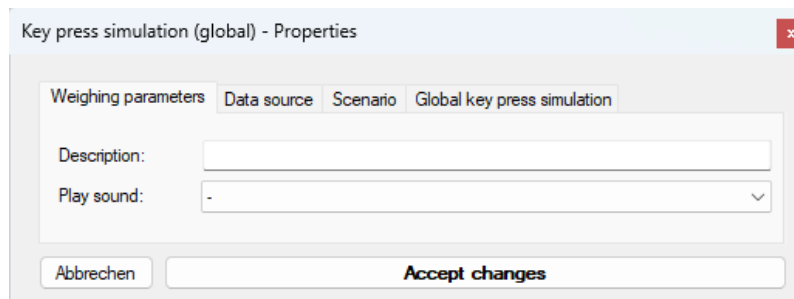 Key press simulation (global) - Properties
x
Weighing parameters Data source Scenario Global key press simulation
Description:
Play sound: -
Abbrechen Accept changes